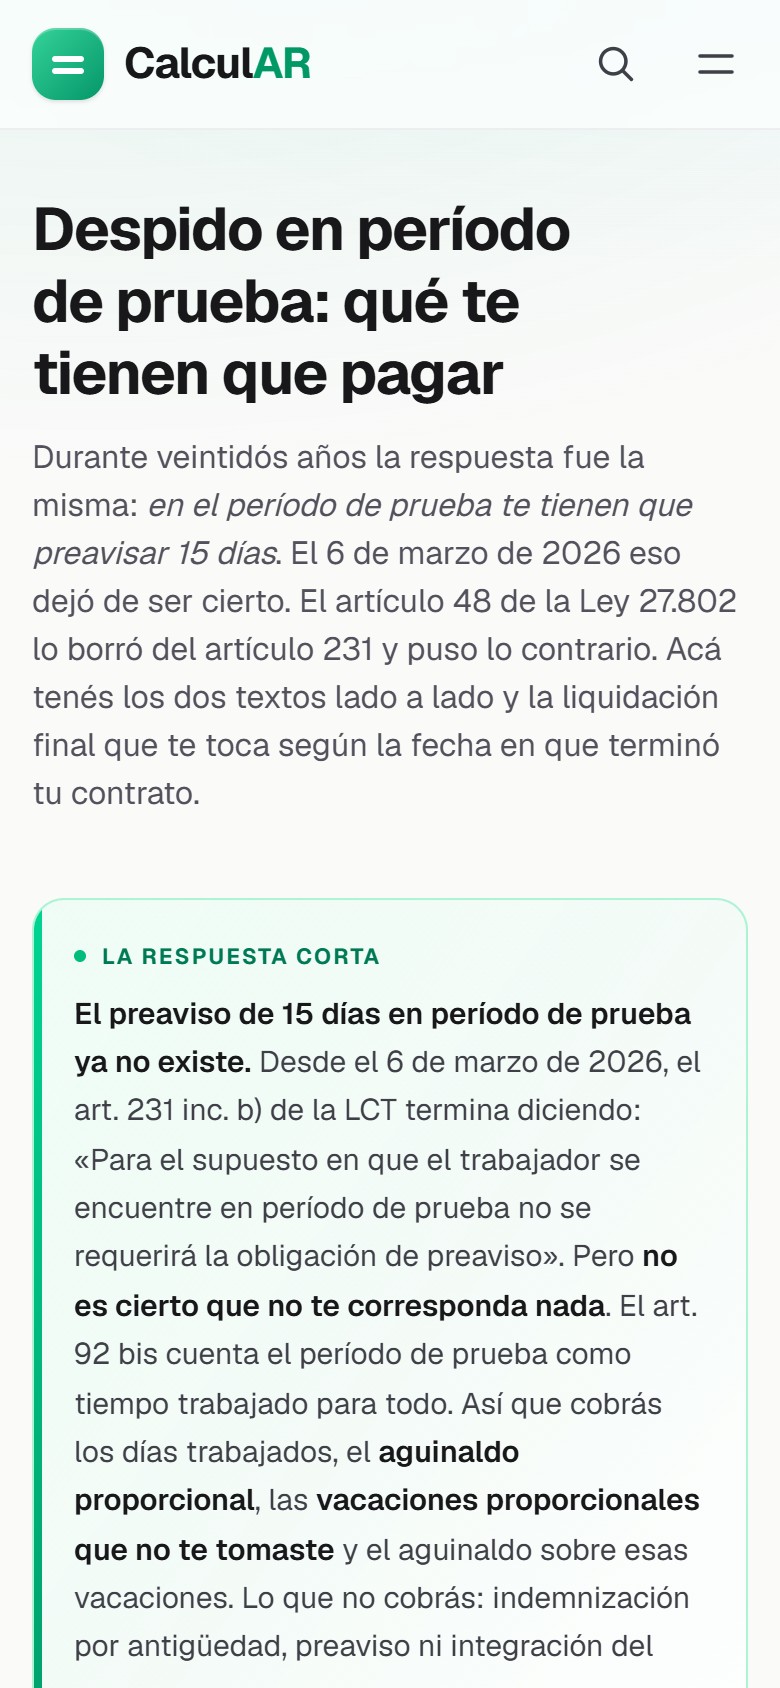 CalculAR
Despido en período
de prueba: qué te
tienen que pagar
Durante veintidós años la respuesta fue la
misma: en el período de prueba te tienen que
preavisar 15 días. El 6 de marzo de 2026 eso
dejó de ser cierto. El artículo 48 de la Ley 27.802
lo borró del artículo 231 y puso lo contrario. Acá
tenés los dos textos lado a lado y la liquidación
final que te toca según la fecha en que terminó
tu contrato.
LA RESPUESTA CORTA
El preaviso de 15 días en período de prueba
ya no existe. Desde el 6 de marzo de 2026, el
art. 231 inc. b) de la LCT termina diciendo:
«Para el supuesto en que el trabajador se
encuentre en período de prueba no se
requerirá la obligación de preaviso». Pero no
es cierto que no te corresponda nada. El art.
92 bis cuenta el período de prueba como
tiempo trabajado para todo. Así que cobrás
los días trabajados, el aguinaldo
proporcional, las vacaciones proporcionales
que no te tomaste y el aguinaldo sobre esas
vacaciones. Lo que no cobrás: indemnización
por antigüedad, preaviso ni integración del